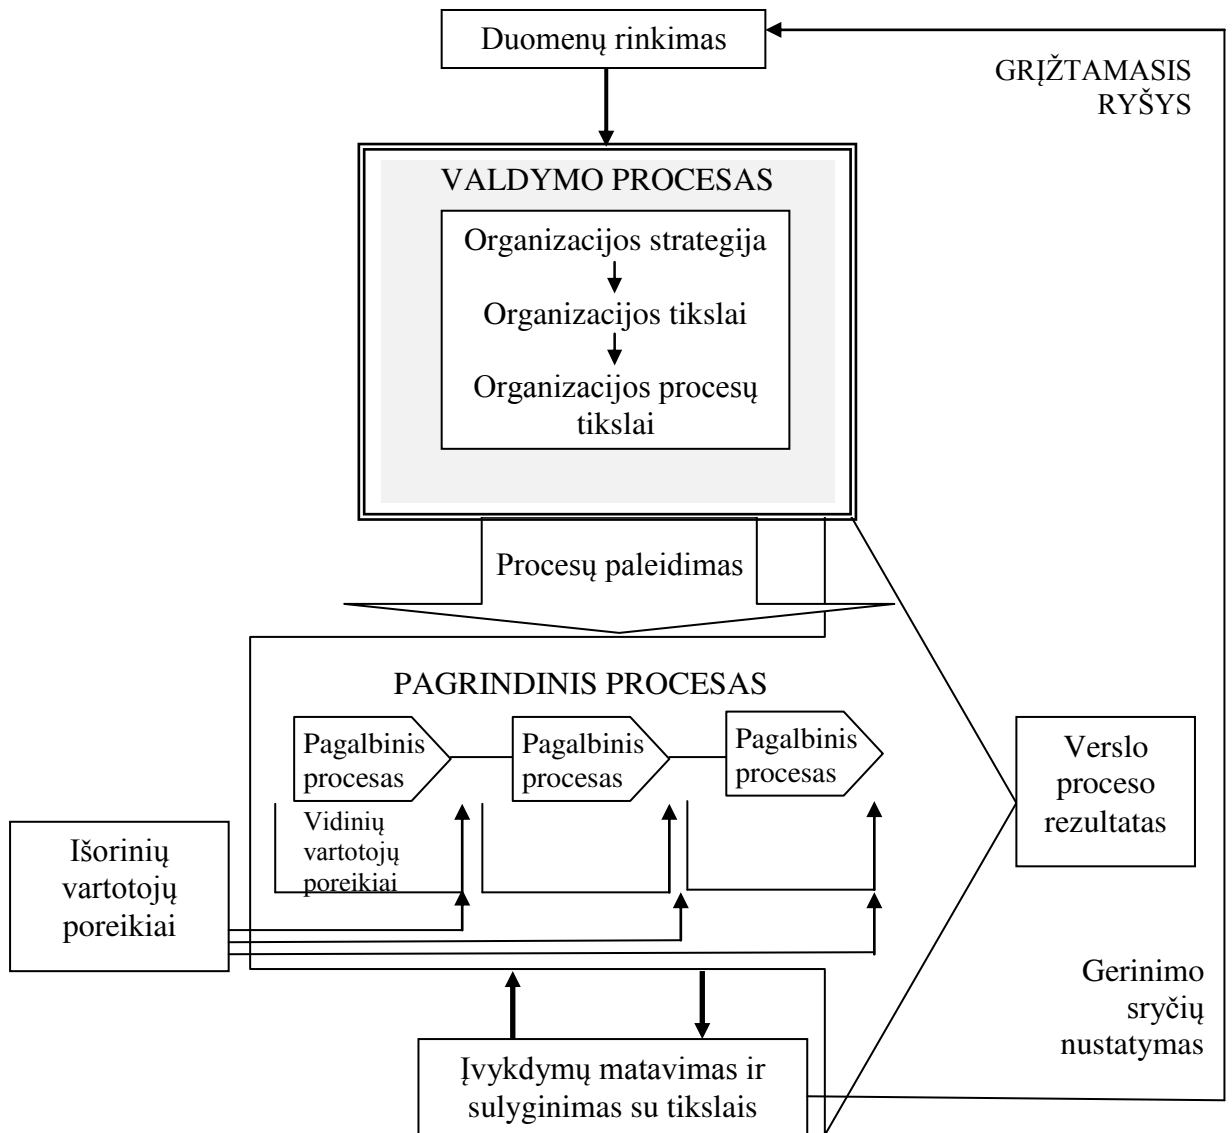 Duomenų rinkimas
GRĮŽTAMASIS
RYŠYS
VALDYMO PROCESAS
Organizacijos strategija
Organizacijos tikslai
Organizacijos procesų
tikslai
Procesų paleidimas
PAGRINDINIS PROCESAS
Pagalbinis
procesas
Pagalbinis
procesas
Pagalbinis
procesas
Verslo
proceso
rezultatas
Vidinių
vartotojų
poreikiai
Išorinių
vartotojų
poreikiai
Gerinimo
sryčių
nustatymas
Įvykdymų matavimas ir
sulyginimas su tikslais